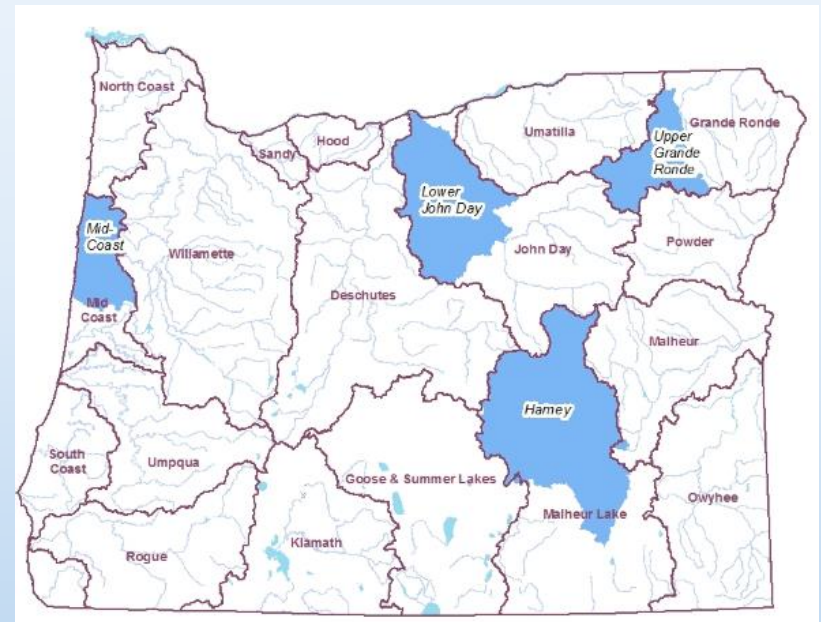 North Coast
Sandy
Hood
Umatilla
Grande Ronde
Upper
Grande
Ronde
Lower
John Day
Mid-
Coast
Willamette
John Day
Powder
Deschutes
Mid
Coast
Malheur
Harney
South
Coast
Umpqua
Goose & Summer Lakes
Owyhee
Malheur Lake
Klamath
Rogue